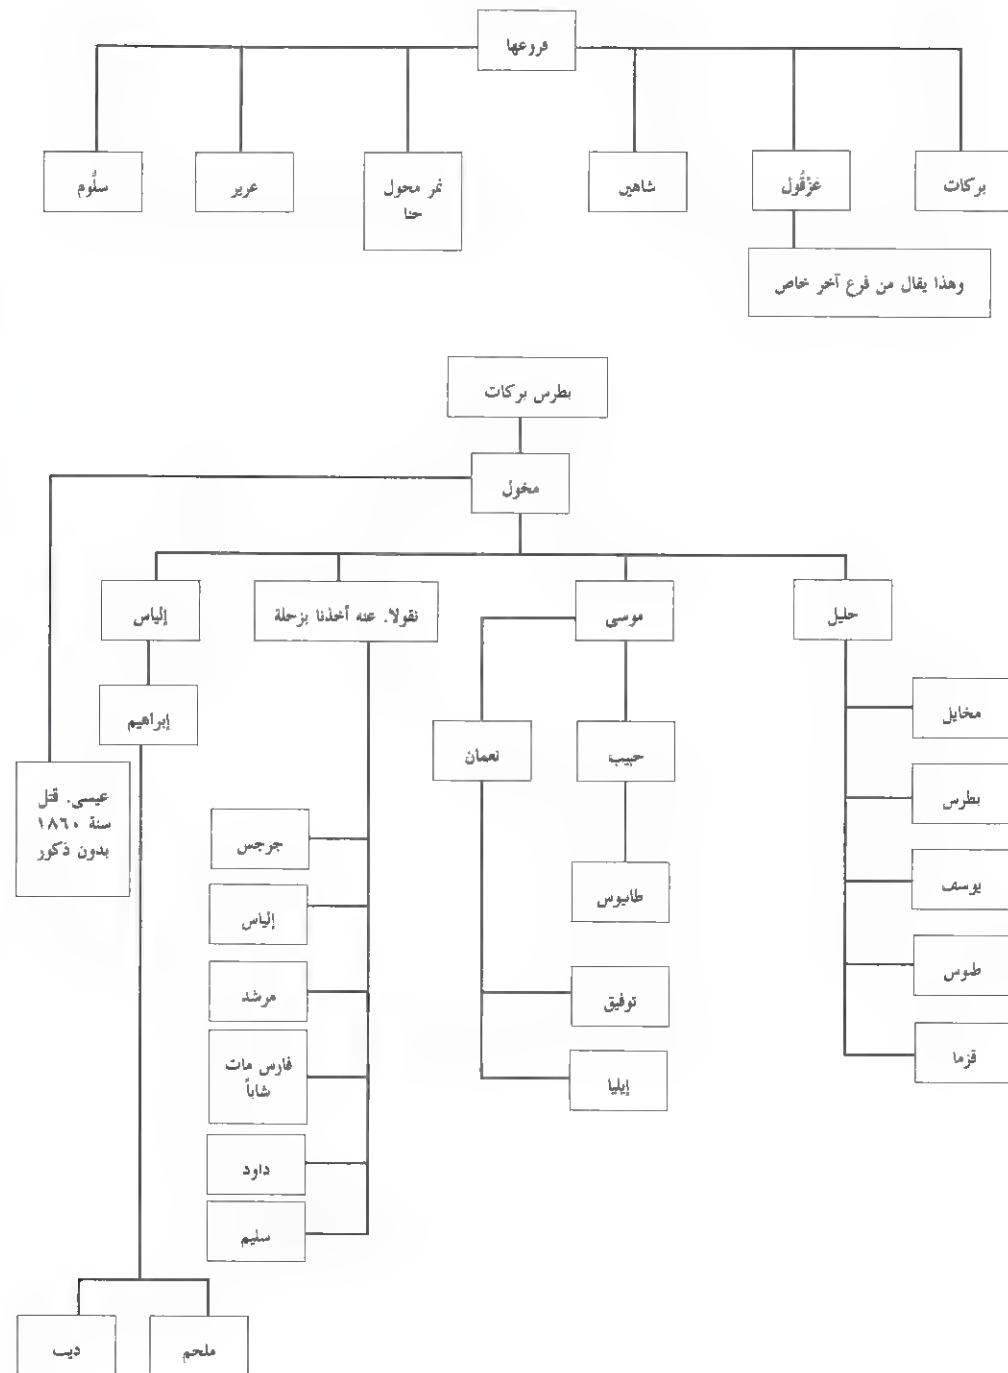 فروعها
بركات
غزقُول
شاهين
نمر محول
حنا
عرير
سلُّوم
وهذا يقال من فرع آخر خاص
بطرس بركات
مخول
حليل
موسى
نقولا. عنه أخذنا بزحلة
إلياس
مخايل
بطرس
يوسف
طوس
قزما
حبيب
نعمان
طانيوس
توفيق
إيليا
جرجس
إلياس
مرشد
فارس مات
شاباً
داود
سليم
إبراهيم
عيسى. قتل
سنة ١٨٦٠
بدون ذكور
ملحم
ديب